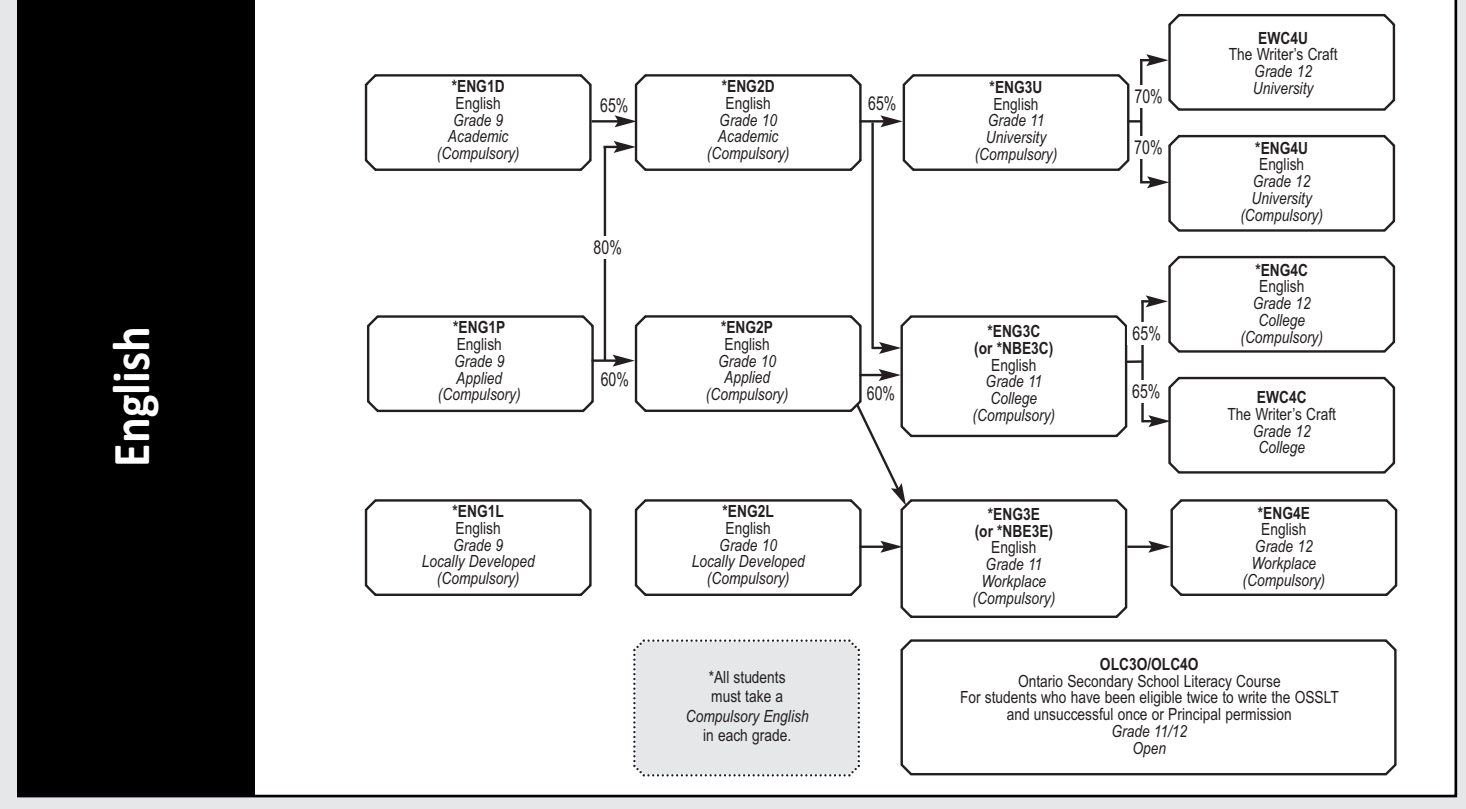 English
*ENG1D
English
Grade 9
Academic
(Compulsory)
65%
*ENG2D
English
Grade 10
Academic
(Compulsory)
65%
*ENG3U
English
Grade 11
University
(Compulsory)
70%
70%
EWC4U
The Writer's Craft
Grade 12
University
*ENG4U
English
Grade 12
University
(Compulsory)
80%
*ENG1P
English
Grade 9
Applied
(Compulsory)
60%
*ENG2P
English
Grade 10
Applied
(Compulsory)
60%
*ENG3C
(or *NBE3C)
English
Grade 11
College
(Compulsory)
65%
65%
*ENG4C
English
Grade 12
College
(Compulsory)
EWC4C
The Writer's Craft
Grade 12
College
*ENG1L
English
Grade 9
Locally Developed
(Compulsory)
*ENG2L
English
Grade 10
Locally Developed
(Compulsory)
*ENG3E
(or *NBE3E)
English
Grade 11
Workplace
(Compulsory)
*ENG4E
English
Grade 12
Workplace
(Compulsory)
*All students
must take a
Compulsory English
in each grade.
OLC3O/OLC4O
Ontario Secondary School Literacy Course
For students who have been eligible twice to write the OSSLT
and unsuccessful once or Principal permission
Grade 11/12
Open